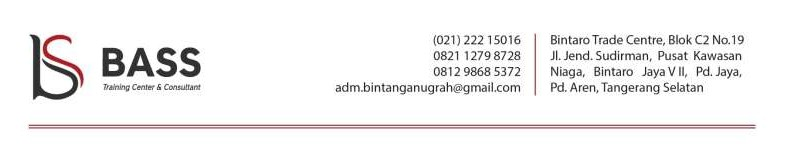 BASS
Training Center & Consultant
(021) 222 15016
0821 1279 8728
0812 9868 5372
adm.bintanganugrah@gmail.com
Bintaro Trade Centre, Blok C2 No.19
Jl. Jend. Sudirman, Pusat Kawasan
Niaga, Bintaro Jaya V II, Pd. Jaya,
Pd. Aren, Tangerang Selatan